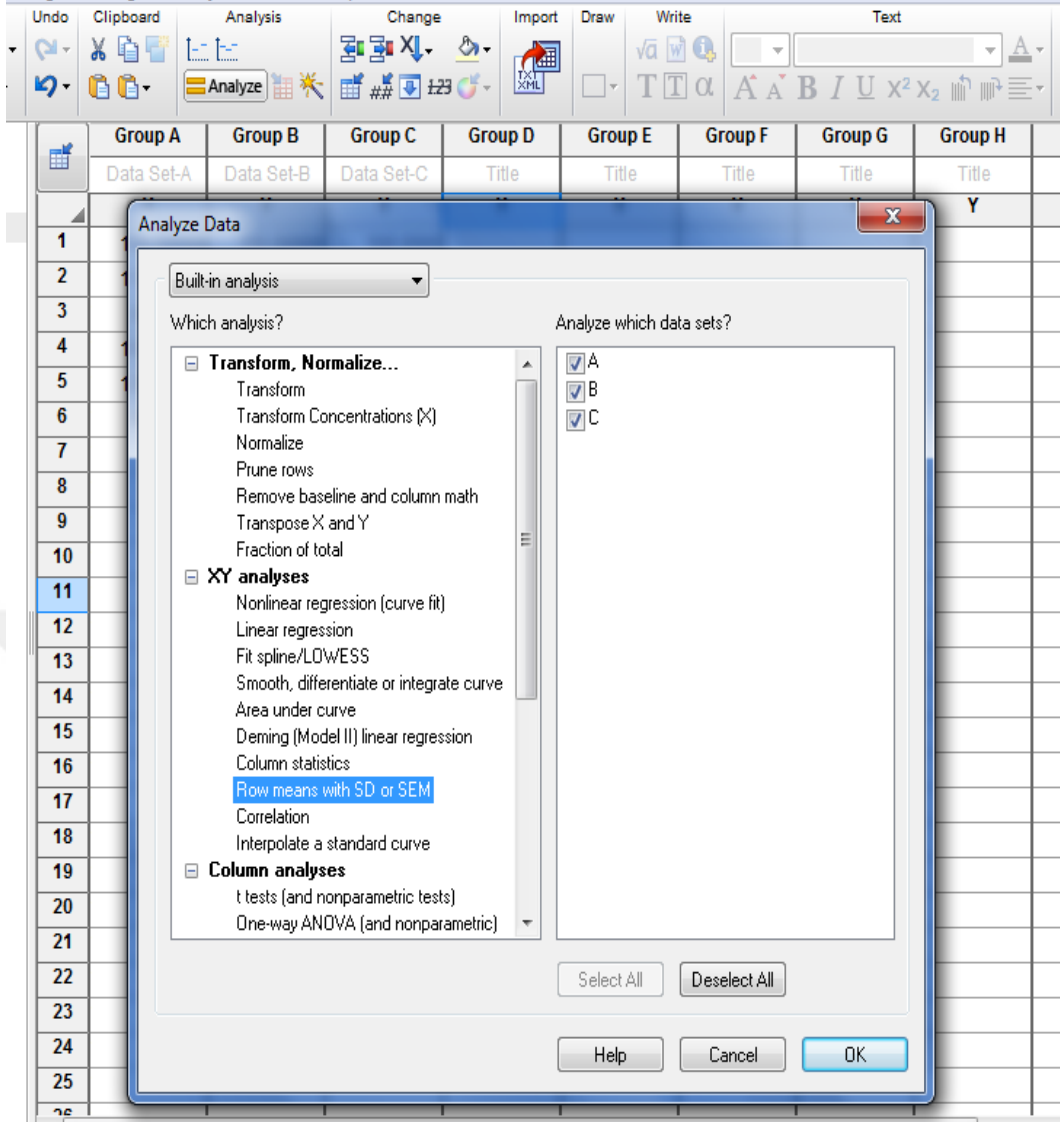 Undo Clipboard Analysis Change Import Draw Write Text
Analyze TXT XML √α T T α A A B I U X² X₂ A
Group A Group B Group C Group D Group E Group F Group G Group H
Data Set-A Data Set-B Data Set-C Title Title Title Title Title
Y
Analyze Data
1
2
Built-in analysis
3
Which analysis? Analyze which data sets?
4
Transform, Normalize... A
5
Transform B
6
Transform Concentrations (X) C
Normalize
7
Prune rows
8
Remove baseline and column math
9
Transpose X and Y
10
Fraction of total
XY analyses
11
Nonlinear regression (curve fit)
12
Linear regression
13
Fit spline/LOWESS
Smooth, differentiate or integrate curve
14
Area under curve
15
Deming (Model II) linear regression
16
Column statistics
17
Row means with SD or SEM
Correlation
18
Interpolate a standard curve
19
Column analyses
t tests (and nonparametric tests)
20
One-way ANOVA (and nonparametric)
21
22
Select All Deselect All
23
24
Help Cancel OK
25